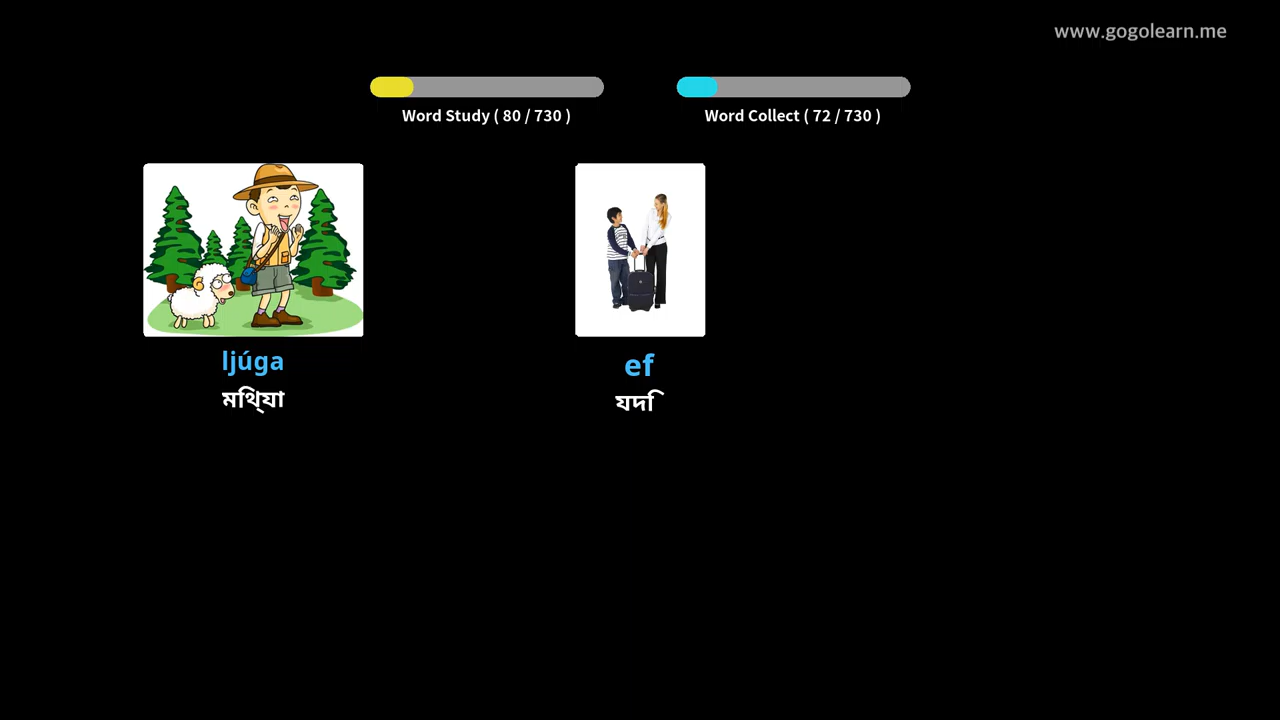 www.gogolearn.me
Word Study ( 80 / 730 )
Word Collect ( 72 / 730 )
ljúga
মিথ্যা
ef
যদি